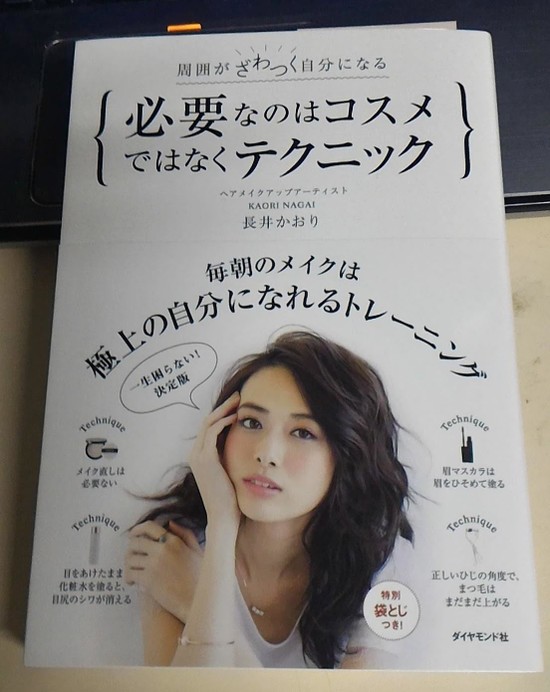 周囲がざわつく自分になる
必要なのはコスメ
ではなくテクニック
ヘアメイクアップアーティスト
KAORI NAGAI
長井かおり
毎朝のメイクは
極上の自分になれるトレーニング
一生困らない！
決定版
Technique
メイク直しは
必要ない
Technique
眉マスカラは
眉をひそめて塗る
Technique
目をあけたまま
化粧水を塗ると、
目尻のシワが消える
Technique
正しいひじの角度で、
まつ毛は
まだまだ上がる
特別
袋とじ
つき！
ダイヤモンド社